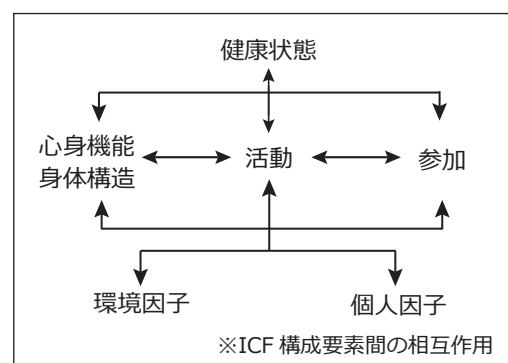 健康状態
心身機能
身体構造
活動
参加
環境因子
個人因子
※ICF 構成要素間の相互作用